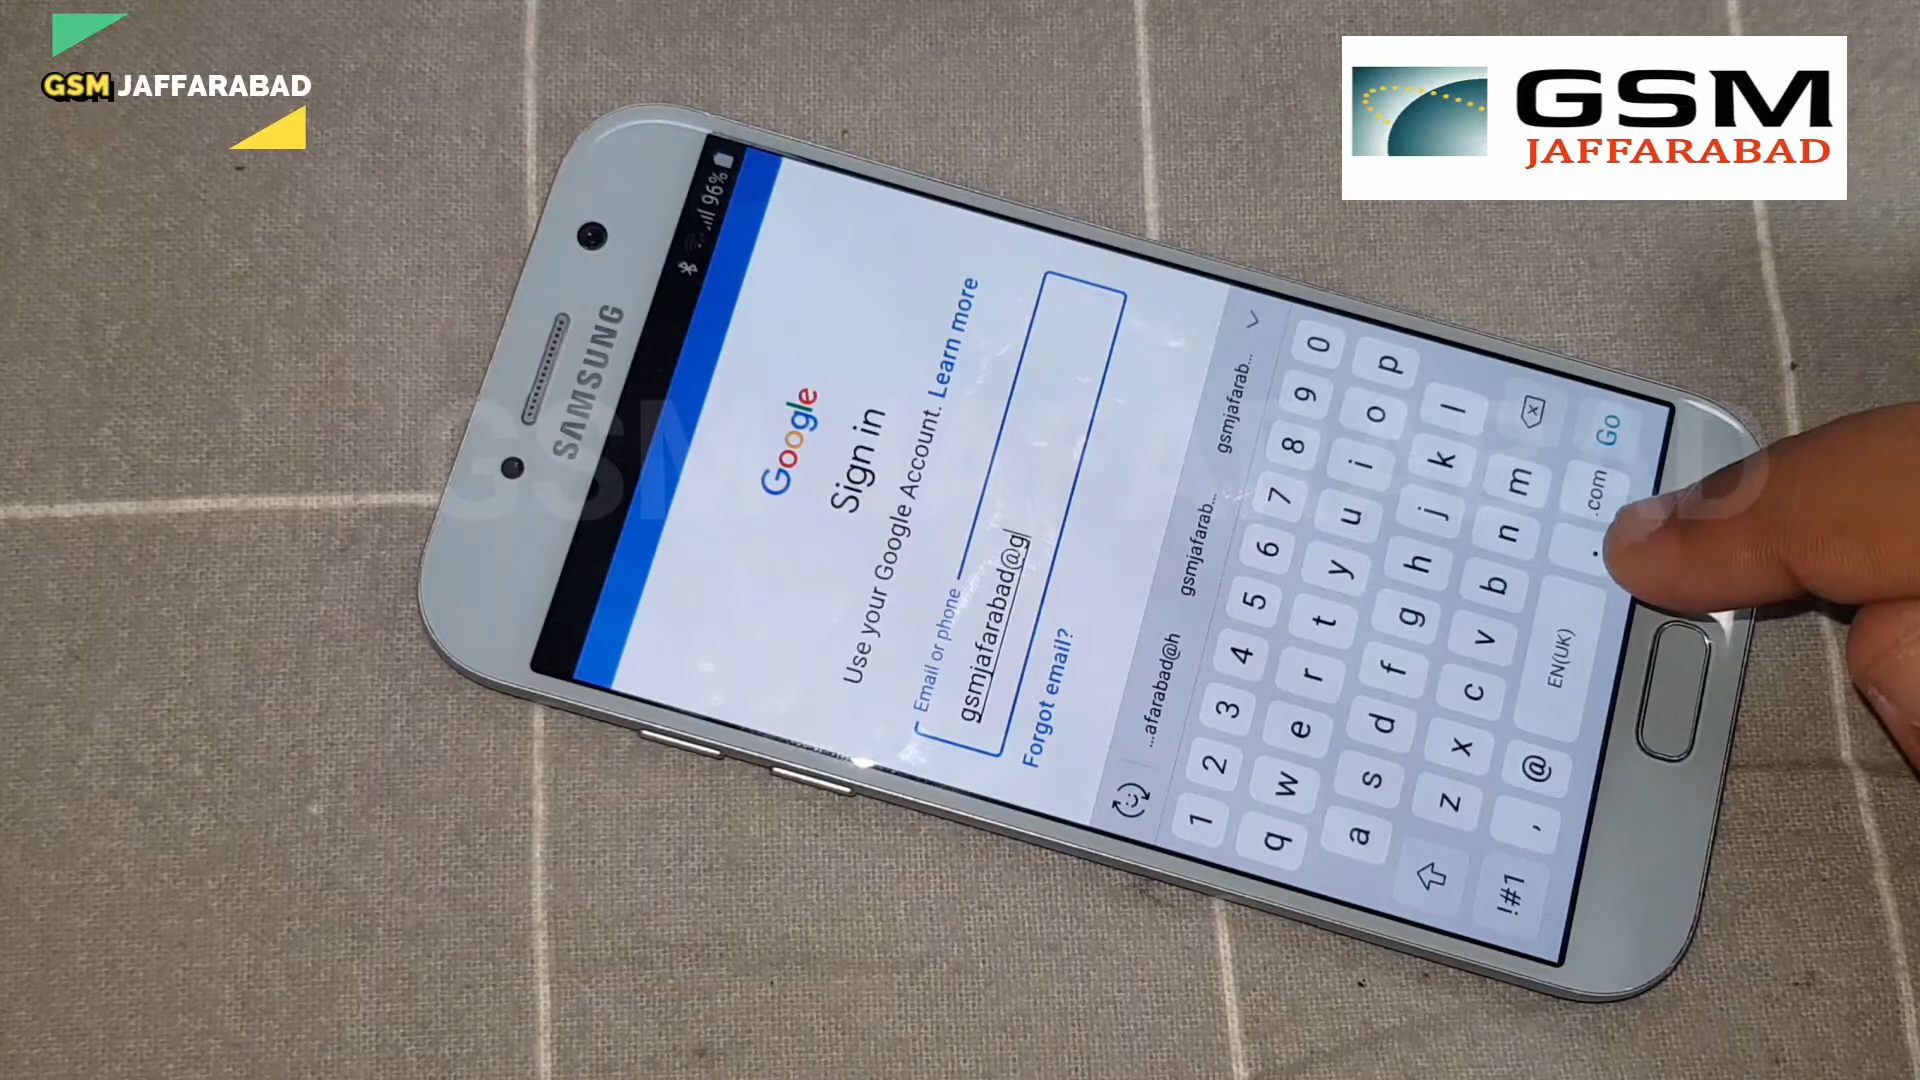 GSM JAFFARABAD
GSM
JAFFARABAD
SAMSUNG
96%
Google
Sign in
Use your Google Account. Learn more
Email or phone
gsmjafarabad@g
Forgot email?
...afarabad@h gsmjafarab... gsmjafarab...
1 2 3 4 5 6 7 8 9 0
q w e r t y u i o p
a s d f g h j k l
z x c v b n m
!#1 , @ EN(UK) . .com Go
GSM JAFFARABAD